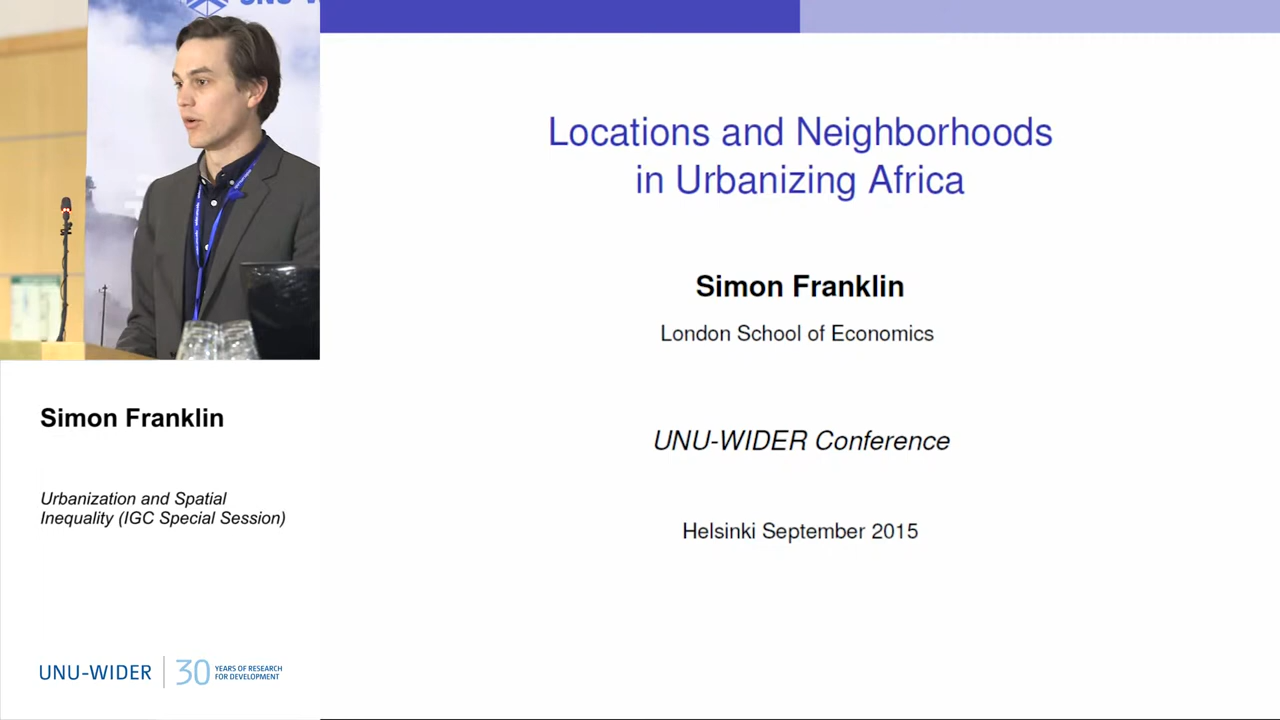 Locations and Neighborhoods
in Urbanizing Africa
Simon Franklin
London School of Economics
UNU-WIDER Conference
Helsinki September 2015
Simon Franklin
Urbanization and Spatial
Inequality (IGC Special Session)
UNU-WIDER
30
YEARS OF RESEARCH
FOR DEVELOPMENT